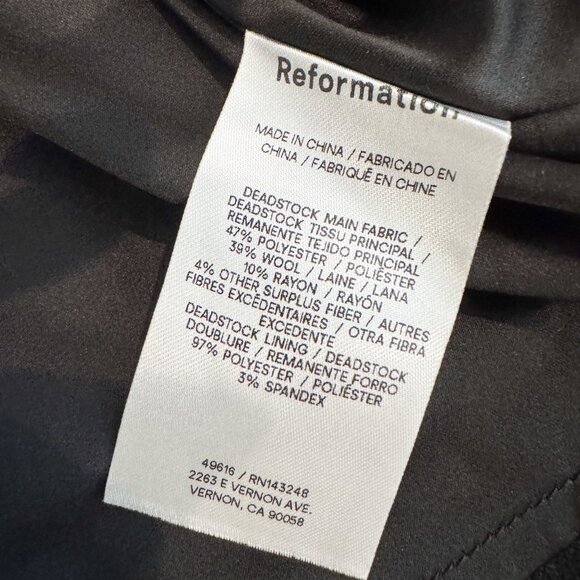 Reformation
MADE IN CHINA / FABRICADO EN
CHINA / FABRIQUÉ EN CHINE
DEADSTOCK MAIN FABRIC /
DEADSTOCK TISSU PRINCIPAL /
REMANENTE TEJIDO PRINCIPAL
47% POLYESTER / POLIÉSTER
39% WOOL / LAINE / LANA
10% RAYON / RAYÓN
4% OTHER SURPLUS FIBER / AUTRES
FIBRES EXCÉDENTAIRES / OTRA FIBRA
EXCEDENTE
DEADSTOCK LINING / DEADSTOCK
DOUBLURE / REMANENTE FORRO
97% POLYESTER / POLIÉSTER
3% SPANDEX
49616 / RN143248
2263 E VERNON AVE.
VERNON, CA 90058